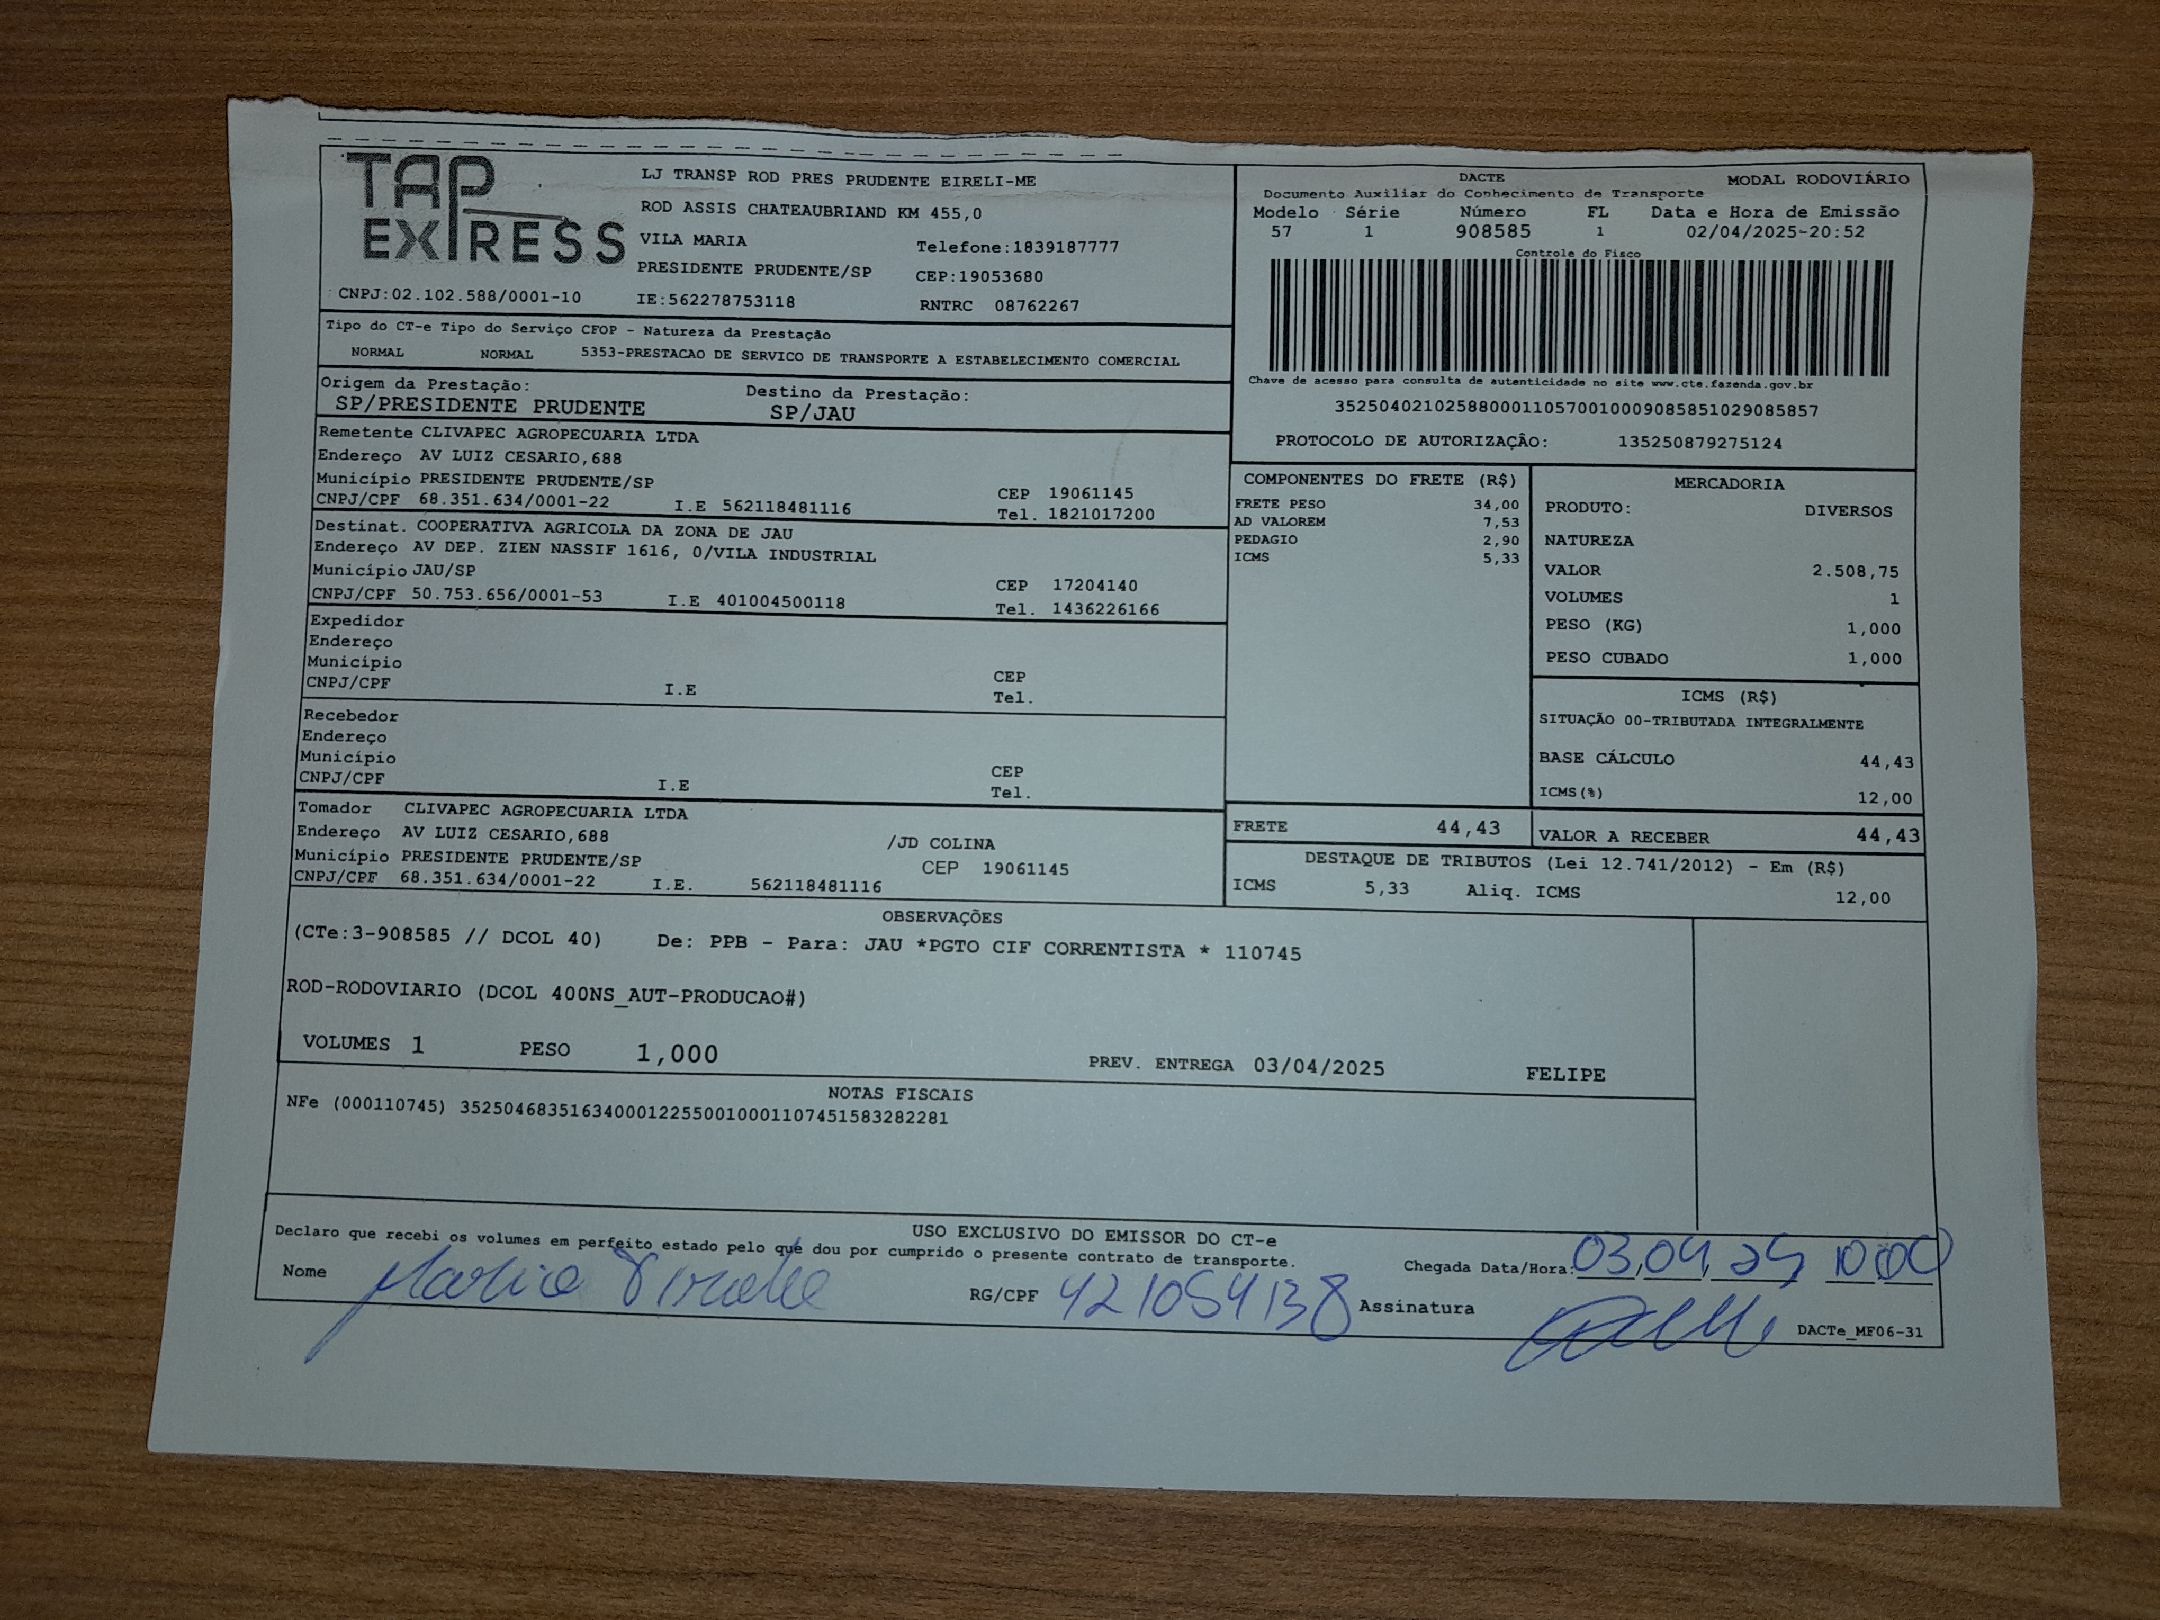 TAP EXPRESS
LJ TRANSP ROD PRES PRUDENTE EIRELI-ME
ROD ASSIS CHATEAUBRIAND KM 455,0
VILA MARIA Telefone:1839187777
PRESIDENTE PRUDENTE/SP CEP:19053680
CNPJ:02.102.588/0001-10 IE:562278753118 RNTRC 08762267
DACTE MODAL RODOVIÁRIO
Documento Auxiliar do Conhecimento de Transporte
Modelo Série Número FL Data e Hora de Emissão
57 1 908585 1 02/04/2025-20:52
Controle do Fisco
Chave de acesso para consulta de autenticidade no site www.cte.fazenda.gov.br
35250402102588000110570010009085851029085857
PROTOCOLO DE AUTORIZAÇÂO: 135250879275124
Tipo do CT-e Tipo do Serviço CFOP - Natureza da Prestação
NORMAL NORMAL 5353-PRESTACAO DE SERVICO DE TRANSPORTE A ESTABELECIMENTO COMERCIAL
Origem da Prestação: Destino da Prestação:
SP/PRESIDENTE PRUDENTE SP/JAU
Remetente CLIVAPEC AGROPECUARIA LTDA
Endereço AV LUIZ CESARIO,688
Município PRESIDENTE PRUDENTE/SP CEP 19061145
CNPJ/CPF 68.351.634/0001-22 I.E 562118481116 Tel. 1821017200
Destinat. COOPERATIVA AGRICOLA DA ZONA DE JAU
Endereço AV DEP. ZIEN NASSIF 1616, 0/VILA INDUSTRIAL
Município JAU/SP CEP 17204140
CNPJ/CPF 50.753.656/0001-53 I.E 401004500118 Tel. 1436226166
Expedidor
Endereço
Município CEP
CNPJ/CPF I.E Tel.
Recebedor
Endereço
Município CEP
CNPJ/CPF I.E Tel.
Tomador CLIVAPEC AGROPECUARIA LTDA
Endereço AV LUIZ CESARIO,688 /JD COLINA
Município PRESIDENTE PRUDENTE/SP CEP 19061145
CNPJ/CPF 68.351.634/0001-22 I.E. 562118481116
COMPONENTES DO FRETE (R$)
FRETE PESO 34,00
AD VALOREM 7,53
PEDAGIO 2,90
ICMS 5,33
MERCADORIA
PRODUTO: DIVERSOS
NATUREZA
VALOR 2.508,75
VOLUMES 1
PESO (KG) 1,000
PESO CUBADO 1,000
ICMS (R$)
SITUAÇÃO 00-TRIBUTADA INTEGRALMENTE
BASE CÁLCULO 44,43
ICMS(%) 12,00
FRETE 44,43 VALOR A RECEBER 44,43
DESTAQUE DE TRIBUTOS (Lei 12.741/2012) - Em (R$)
ICMS 5,33 Aliq. ICMS 12,00
OBSERVAÇÕES
(CTe:3-908585 // DCOL 40) De: PPB - Para: JAU *PGTO CIF CORRENTISTA * 110745
ROD-RODOVIARIO (DCOL 400NS_AUT-PRODUCAO#)
VOLUMES 1 PESO 1,000 PREV. ENTREGA 03/04/2025 FELIPE
NOTAS FISCAIS
NFe (000110745) 35250468351634000122550010001107451583282281
USO EXCLUSIVO DO EMISSOR DO CT-e
Declaro que recebi os volumes em perfeito estado pelo que dou por cumprido o presente contrato de transporte.
Chegada Data/Hora: 03,04, 25 10 00
Nome RG/CPF 421054138 Assinatura
DACTe_MF06-31